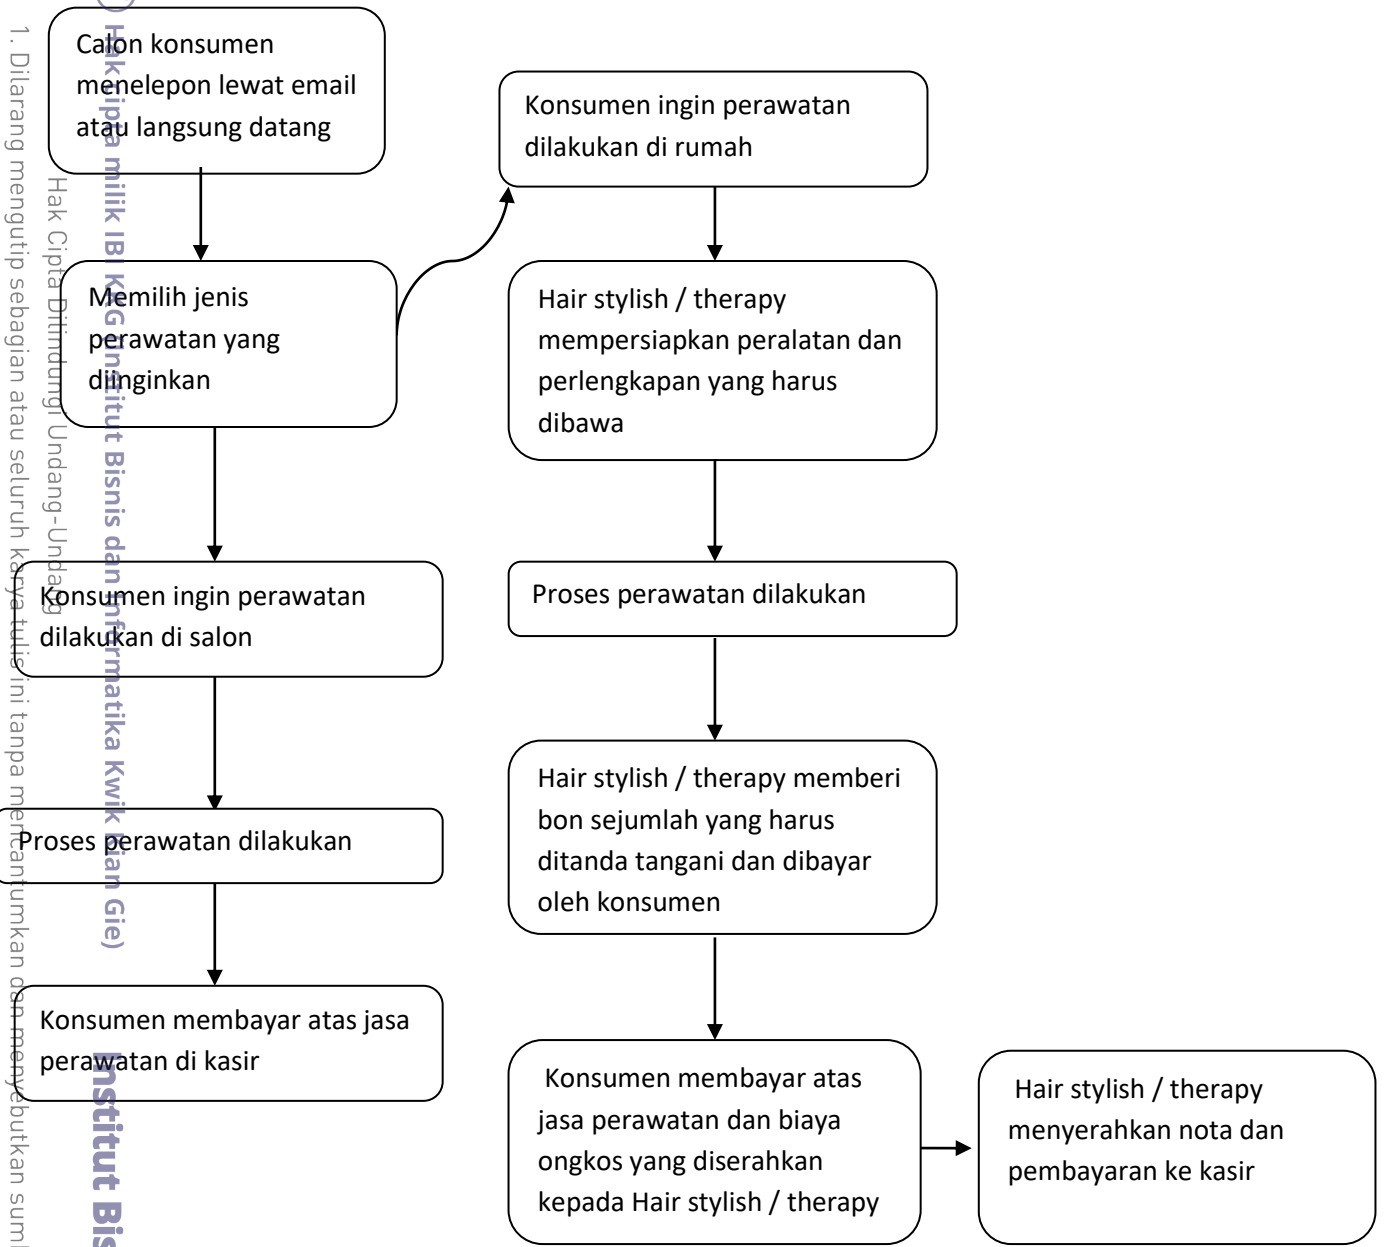 Calon konsumen
menelepon lewat email
atau langsung datang
Memilih jenis
perawatan yang
diinginkan
Konsumen ingin perawatan
dilakukan di salon
Proses perawatan dilakukan
Konsumen membayar atas jasa
perawatan di kasir
Konsumen ingin perawatan
dilakukan di rumah
Hair stylish / therapy
mempersiapkan peralatan dan
perlengkapan yang harus
dibawa
Proses perawatan dilakukan
Hair stylish / therapy memberi
bon sejumlah yang harus
ditanda tangani dan dibayar
oleh konsumen
Konsumen membayar atas
jasa perawatan dan biaya
ongkos yang diserahkan
kepada Hair stylish / therapy
Hair stylish / therapy
menyerahkan nota dan
pembayaran ke kasir
Hak cipta milik IBI KKG (Institut Bisnis dan Informatika Kwik Kian Gie)
Institut Bis
Hak Cipta Dilindungi Undang-Undang
1. Dilarang mengutip sebagian atau seluruh karya tulis ini tanpa mencantumkan dan menyebutkan sum